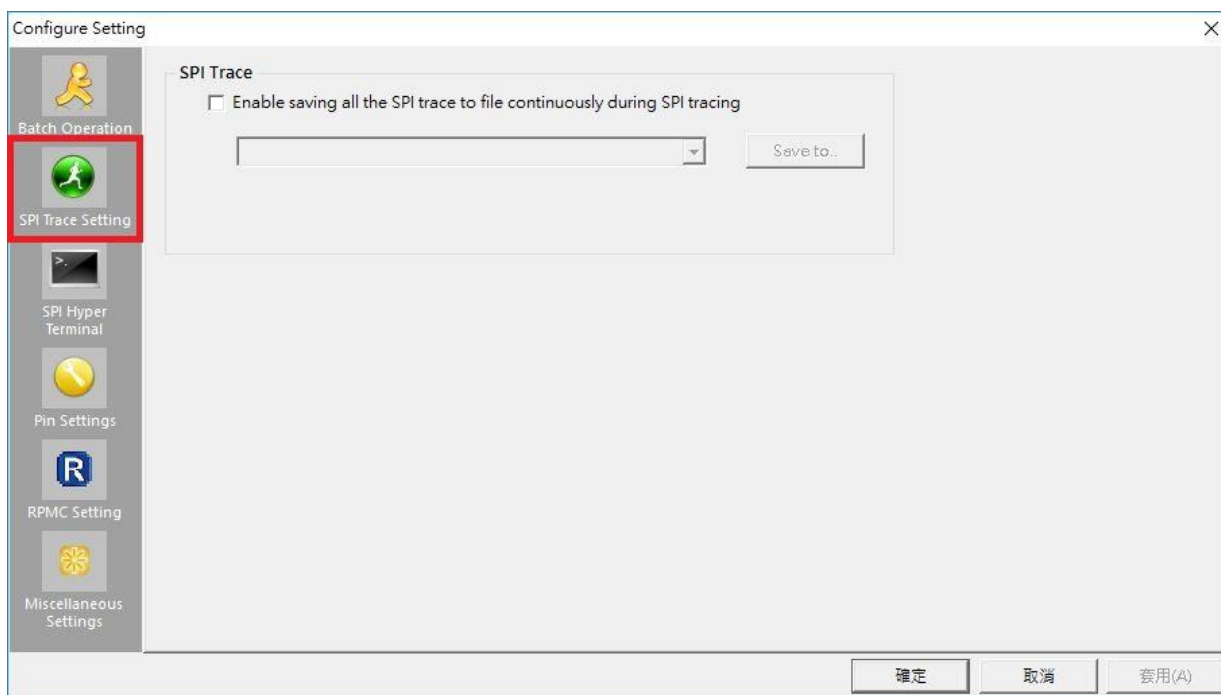 Configure Setting
Batch Operation
SPI Trace Setting
>.
SPI Hyper
Terminal
Pin Settings
R
RPMC Setting
Miscellaneous
Settings
SPI Trace
Enable saving all the SPI trace to file continuously during SPI tracing
Save to..
確定
取消
套用(A)